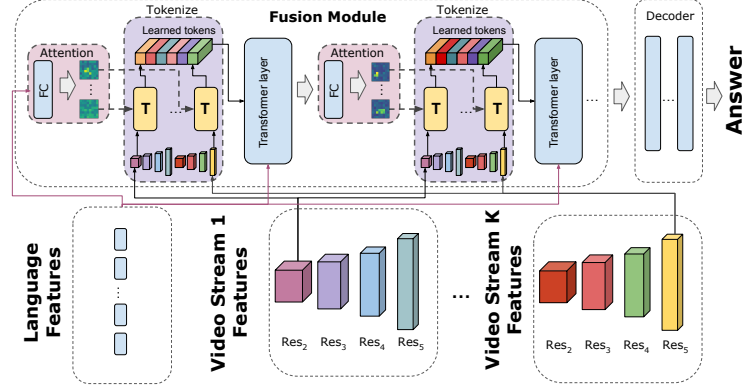 Fusion Module
Tokenize
Tokenize
Decoder
Attention
Learned tokens
Attention
Learned tokens
FC
...
T
...
T
Transformer layer
FC
...
T
...
T
Transformer layer
...
...
Answer
Language
Features
...
Video Stream 1
Features
Res2
Res3
Res4
Res5
...
Video Stream K
Features
Res2
Res3
Res4
Res5